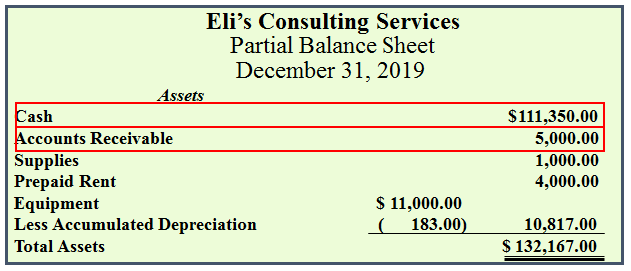 Eli's Consulting Services
Partial Balance Sheet
December 31, 2019
Assets
Cash $111,350.00
Accounts Receivable 5,000.00
Supplies 1,000.00
Prepaid Rent 4,000.00
Equipment $ 11,000.00
Less Accumulated Depreciation ( 183.00) 10,817.00
Total Assets $ 132,167.00